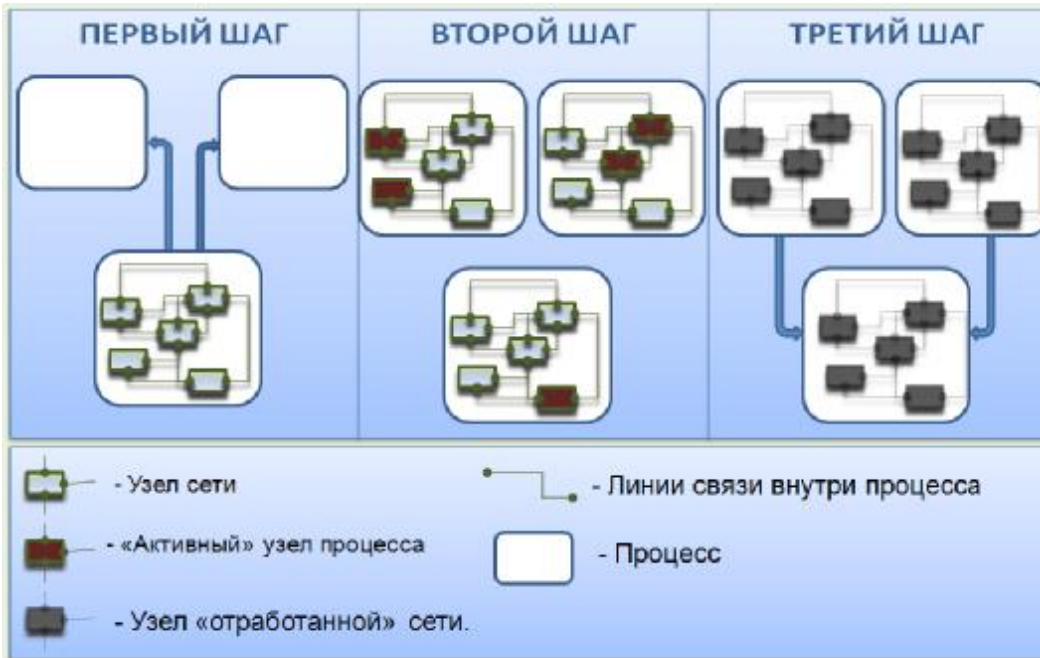 ПЕРВЫЙ ШАГ
ВТОРОЙ ШАГ
ТРЕТИЙ ШАГ
- Узел сети
- «Активный» узел процесса
- Узел «отработанной» сети.
- Линии связи внутри процесса
- Процесс